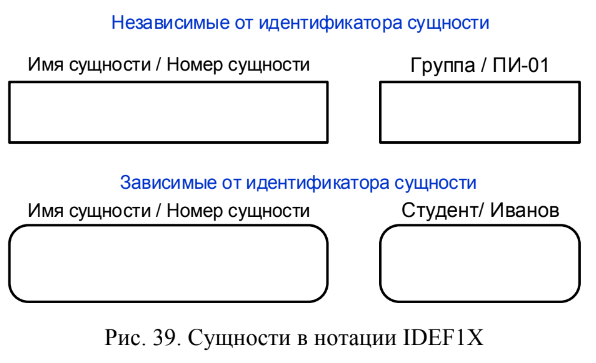 Независимые от идентификатора сущности
Имя сущности / Номер сущности
Группа / ПИ-01
Зависимые от идентификатора сущности
Имя сущности / Номер сущности
Студент/ Иванов
Рис. 39. Сущности в нотации IDEF1X